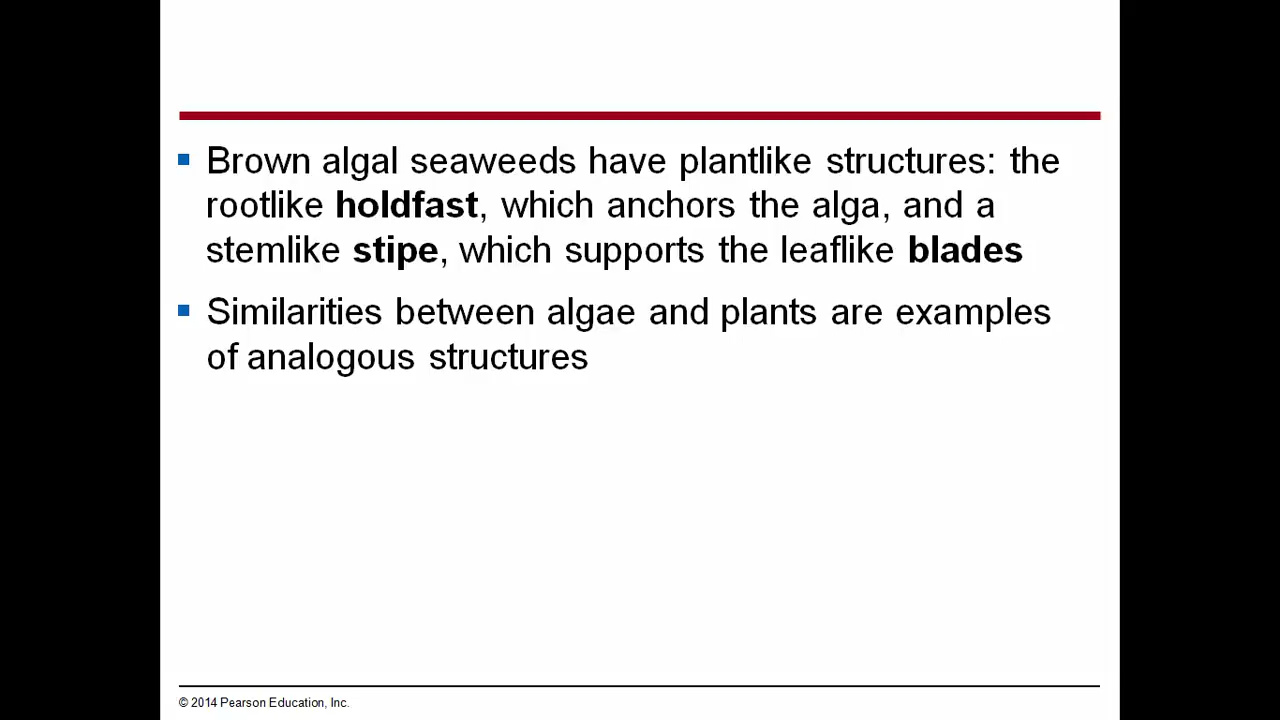 Brown algal seaweeds have plantlike structures: the
rootlike holdfast, which anchors the alga, and a
stemlike stipe, which supports the leaflike blades
Similarities between algae and plants are examples
of analogous structures
© 2014 Pearson Education, Inc.